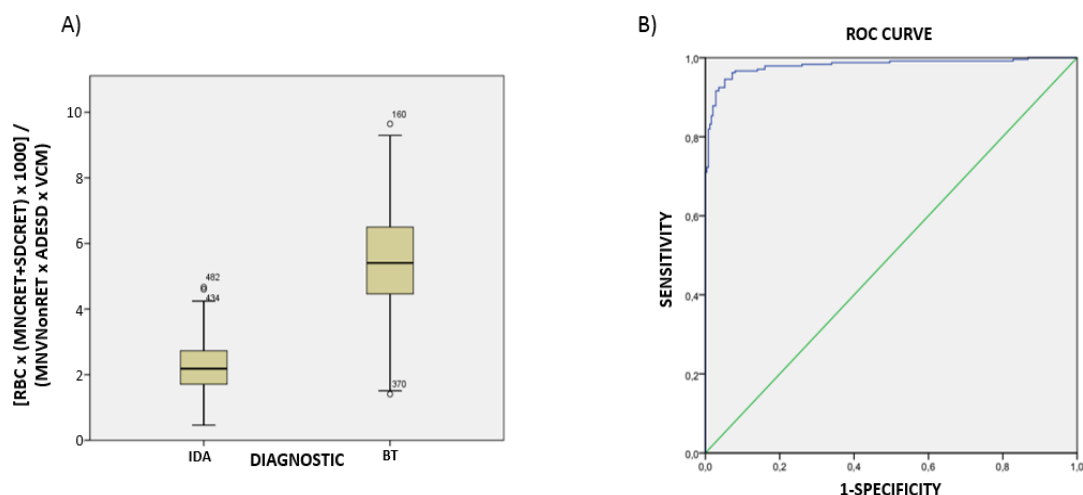 A)
[RBC x (MNCRET+SDCRET) x 1000] /
(MNVNonRET x ADESD x VCM)
10
8
6
4
2
0
482
434
160
370
IDA
BT
DIAGNOSTIC
B)
ROC CURVE
SENSITIVITY
1,0
0,8
0,6
0,4
0,2
0,0
0,0
0,2
0,4
0,6
0,8
1,0
1-SPECIFICITY